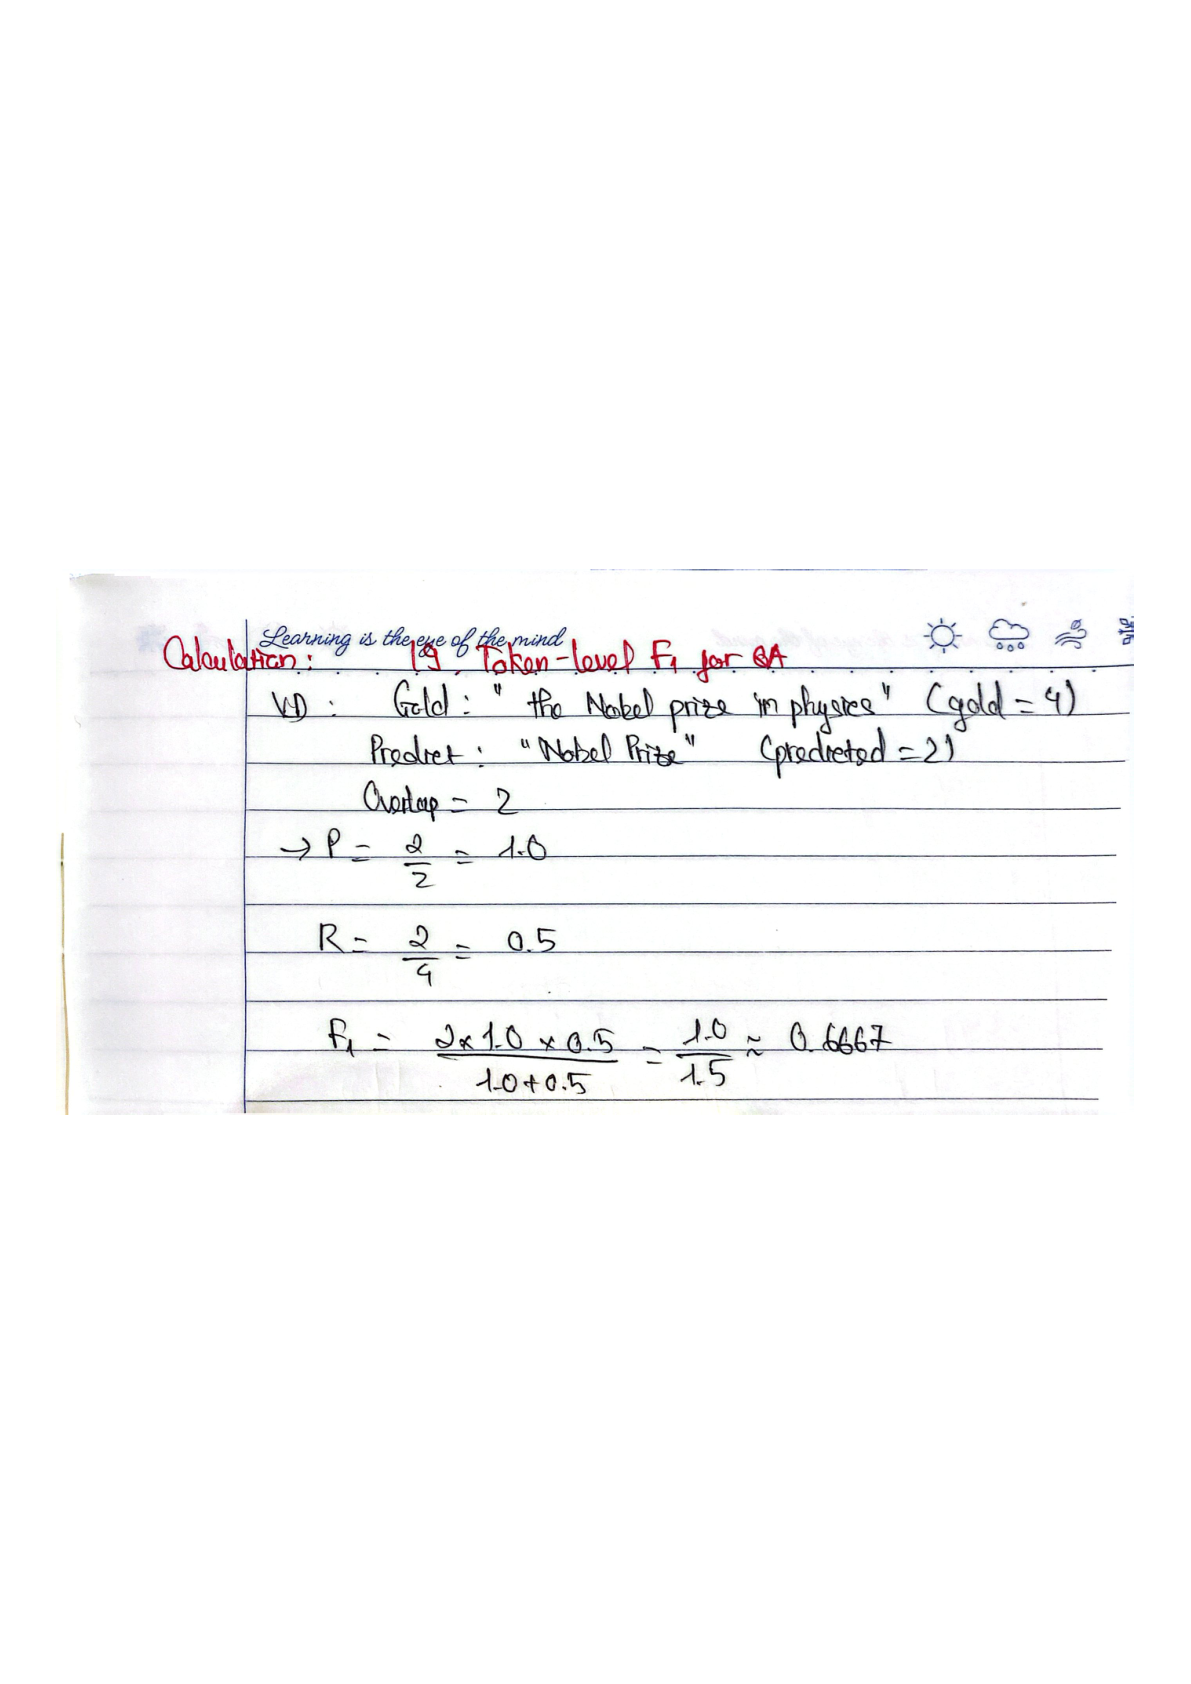 Learning is the eye of the mind
Calculation: 19, Token-level F1 for QA
VD: Gold: "the Nobel prize in physics" (gold = 4)
Predict: "Nobel Prize" (predicted = 2)
Overlap = 2
→ P = 2/2 = 1.0
R = 2/4 = 0.5
F1 = 2 x 1.0 x 0.5 / 1.0 + 0.5 = 1.0/1.5 ≈ 0.6667